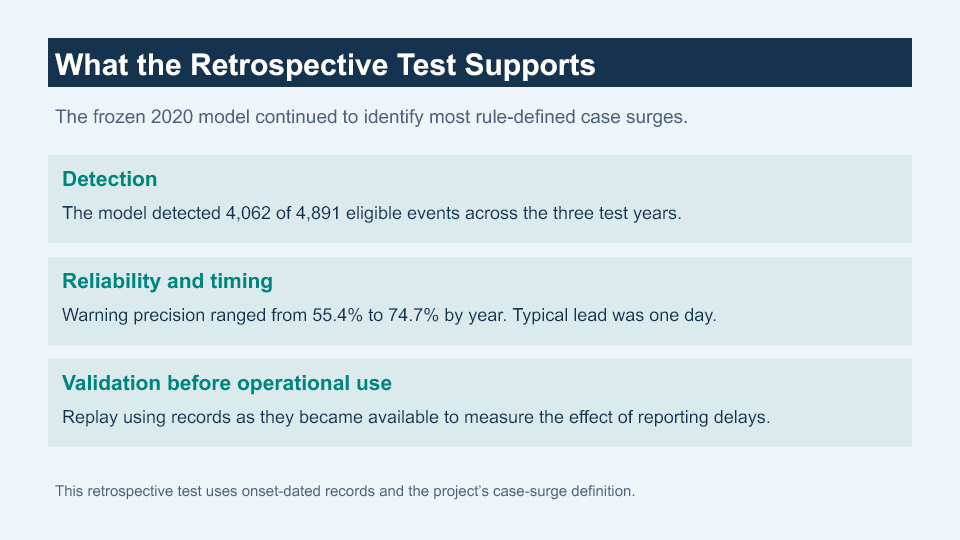 What the Retrospective Test Supports
The frozen 2020 model continued to identify most rule-defined case surges.
Detection
The model detected 4,062 of 4,891 eligible events across the three test years.
Reliability and timing
Warning precision ranged from 55.4% to 74.7% by year. Typical lead was one day.
Validation before operational use
Replay using records as they became available to measure the effect of reporting delays.
This retrospective test uses onset-dated records and the project’s case-surge definition.